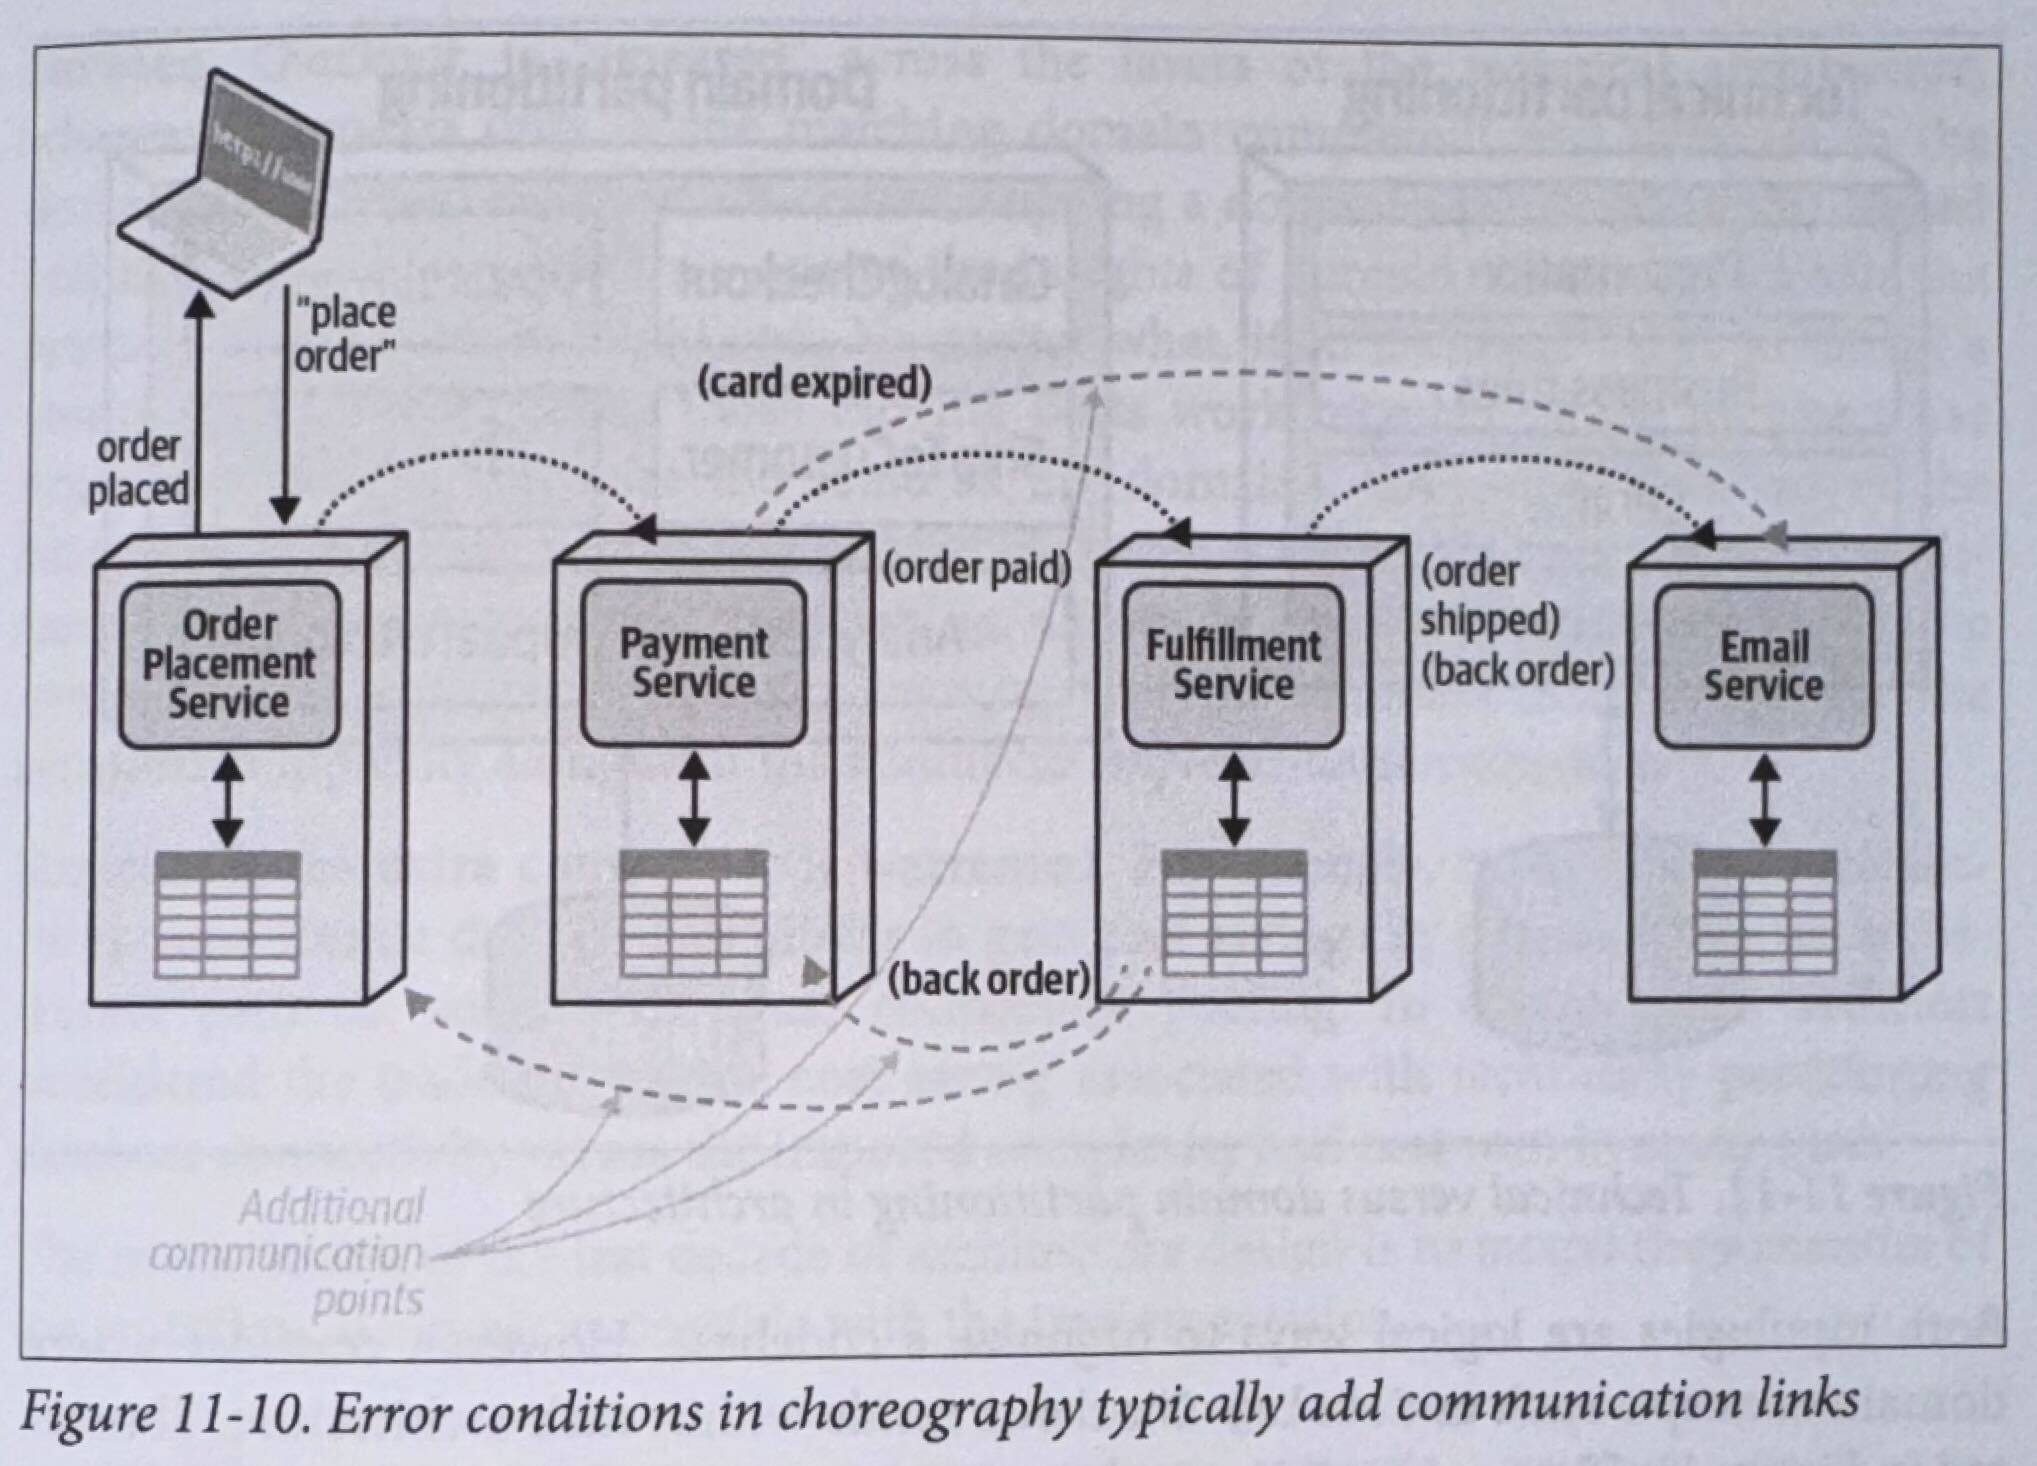 "place
order"
order
placed
(card expired)
(order paid)
(order
shipped)
(back order)
Order
Placement
Service
Payment
Service
Fulfillment
Service
Email
Service
(back order)
Additional
communication
points
Figure 11-10. Error conditions in choreography typically add communication links